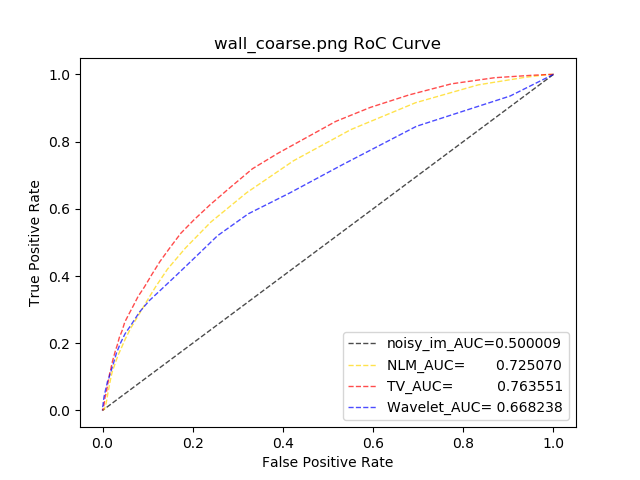 wall_coarse.png RoC Curve
True Positive Rate
1.0
0.8
0.6
0.4
0.2
0.0
0.0 0.2 0.4 0.6 0.8 1.0
False Positive Rate
noisy_im_AUC=0.500009
NLM_AUC= 0.725070
TV_AUC= 0.763551
Wavelet_AUC= 0.668238